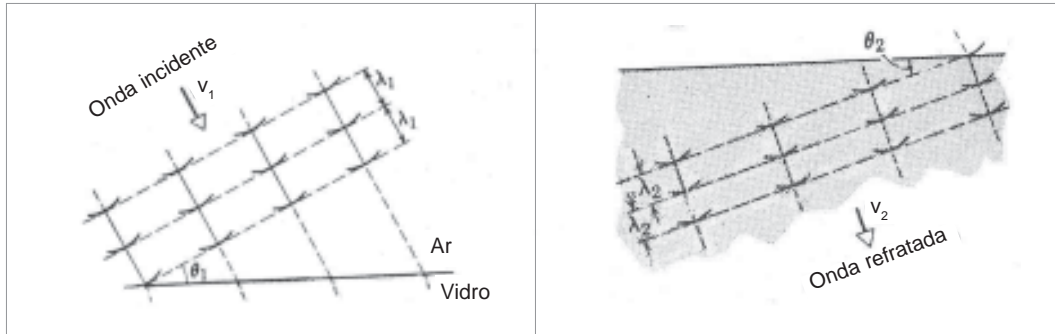 Onda incidente
v1
λ1
λ1
θ1
Ar
Vidro
θ2
λ2
λ2
v2
Onda refratada